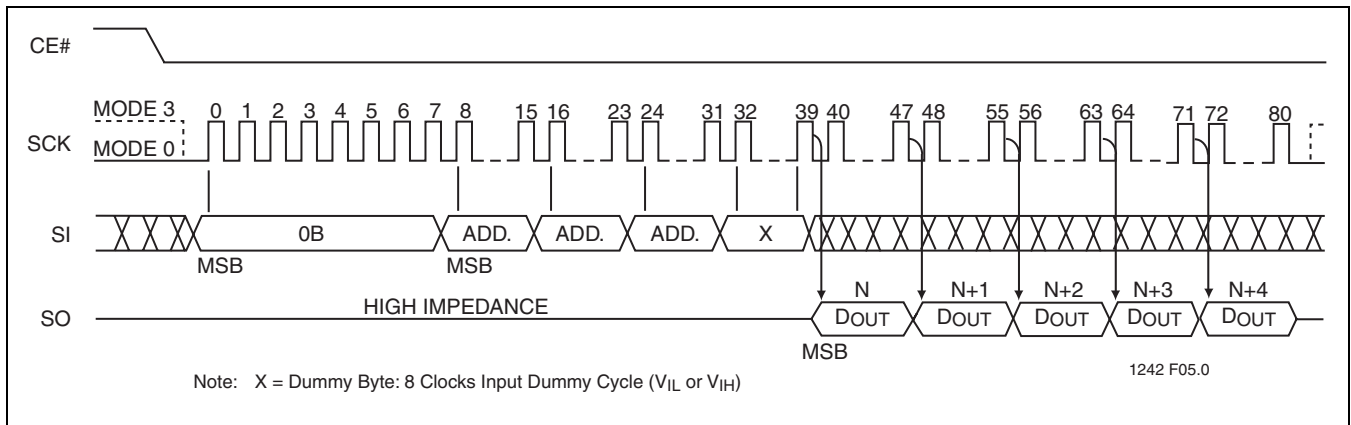 CE#
MODE 3 0 1 2 3 4 5 6 7 8 15 16 23 24 31 32 39 40 47 48 55 56 63 64 71 72 80
SCK
MODE 0
SI 0B ADD. ADD. ADD. X
MSB MSB
HIGH IMPEDANCE N N+1 N+2 N+3 N+4
SO DOUT DOUT DOUT DOUT DOUT
MSB
1242 F05.0
Note: X = Dummy Byte: 8 Clocks Input Dummy Cycle (VIL or VIH)